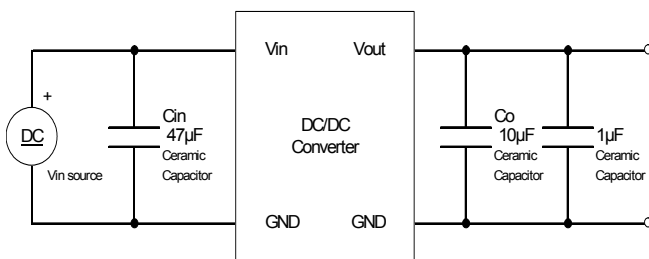 Vin
Vout
+
DC
Vin source
Cin
47µF
Ceramic
Capacitor
DC/DC
Converter
Co
10µF
Ceramic
Capacitor
1µF
Ceramic
Capacitor
GND
GND